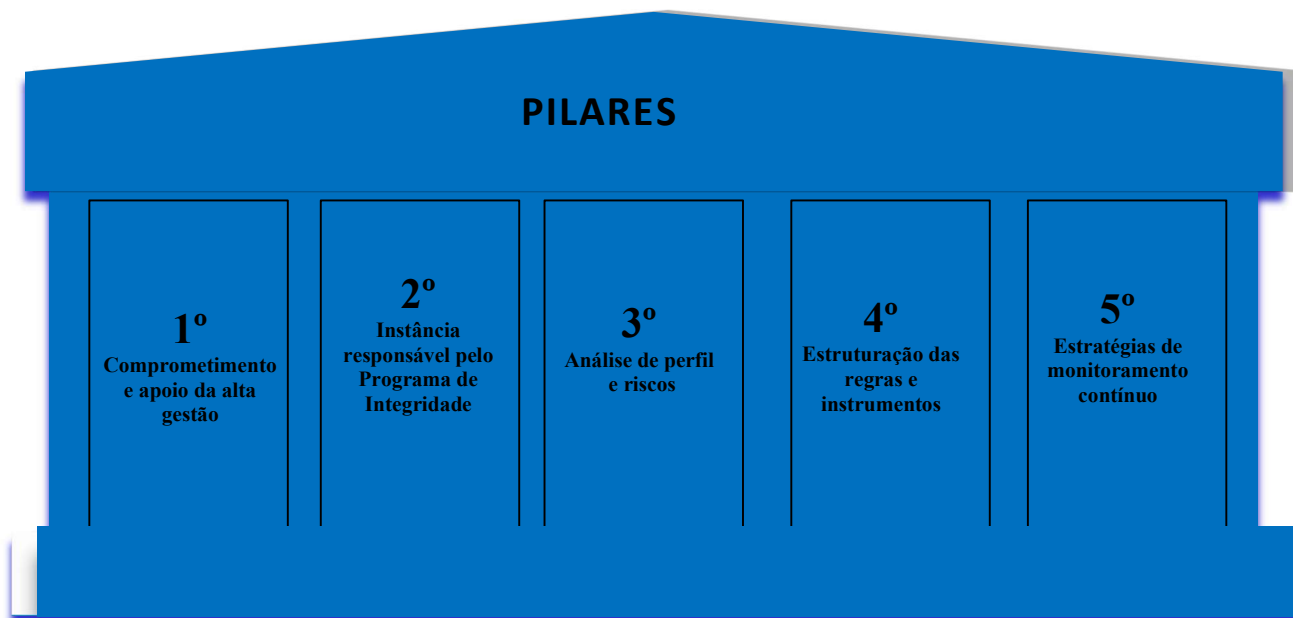 PILARES
1º
Comprometimento
e apoio da alta
gestão
2º
Instância
responsável pelo
Programa de
Integridade
3º
Análise de perfil
e riscos
4º
Estruturação das
regras e
instrumentos
5º
Estratégias de
monitoramento
contínuo